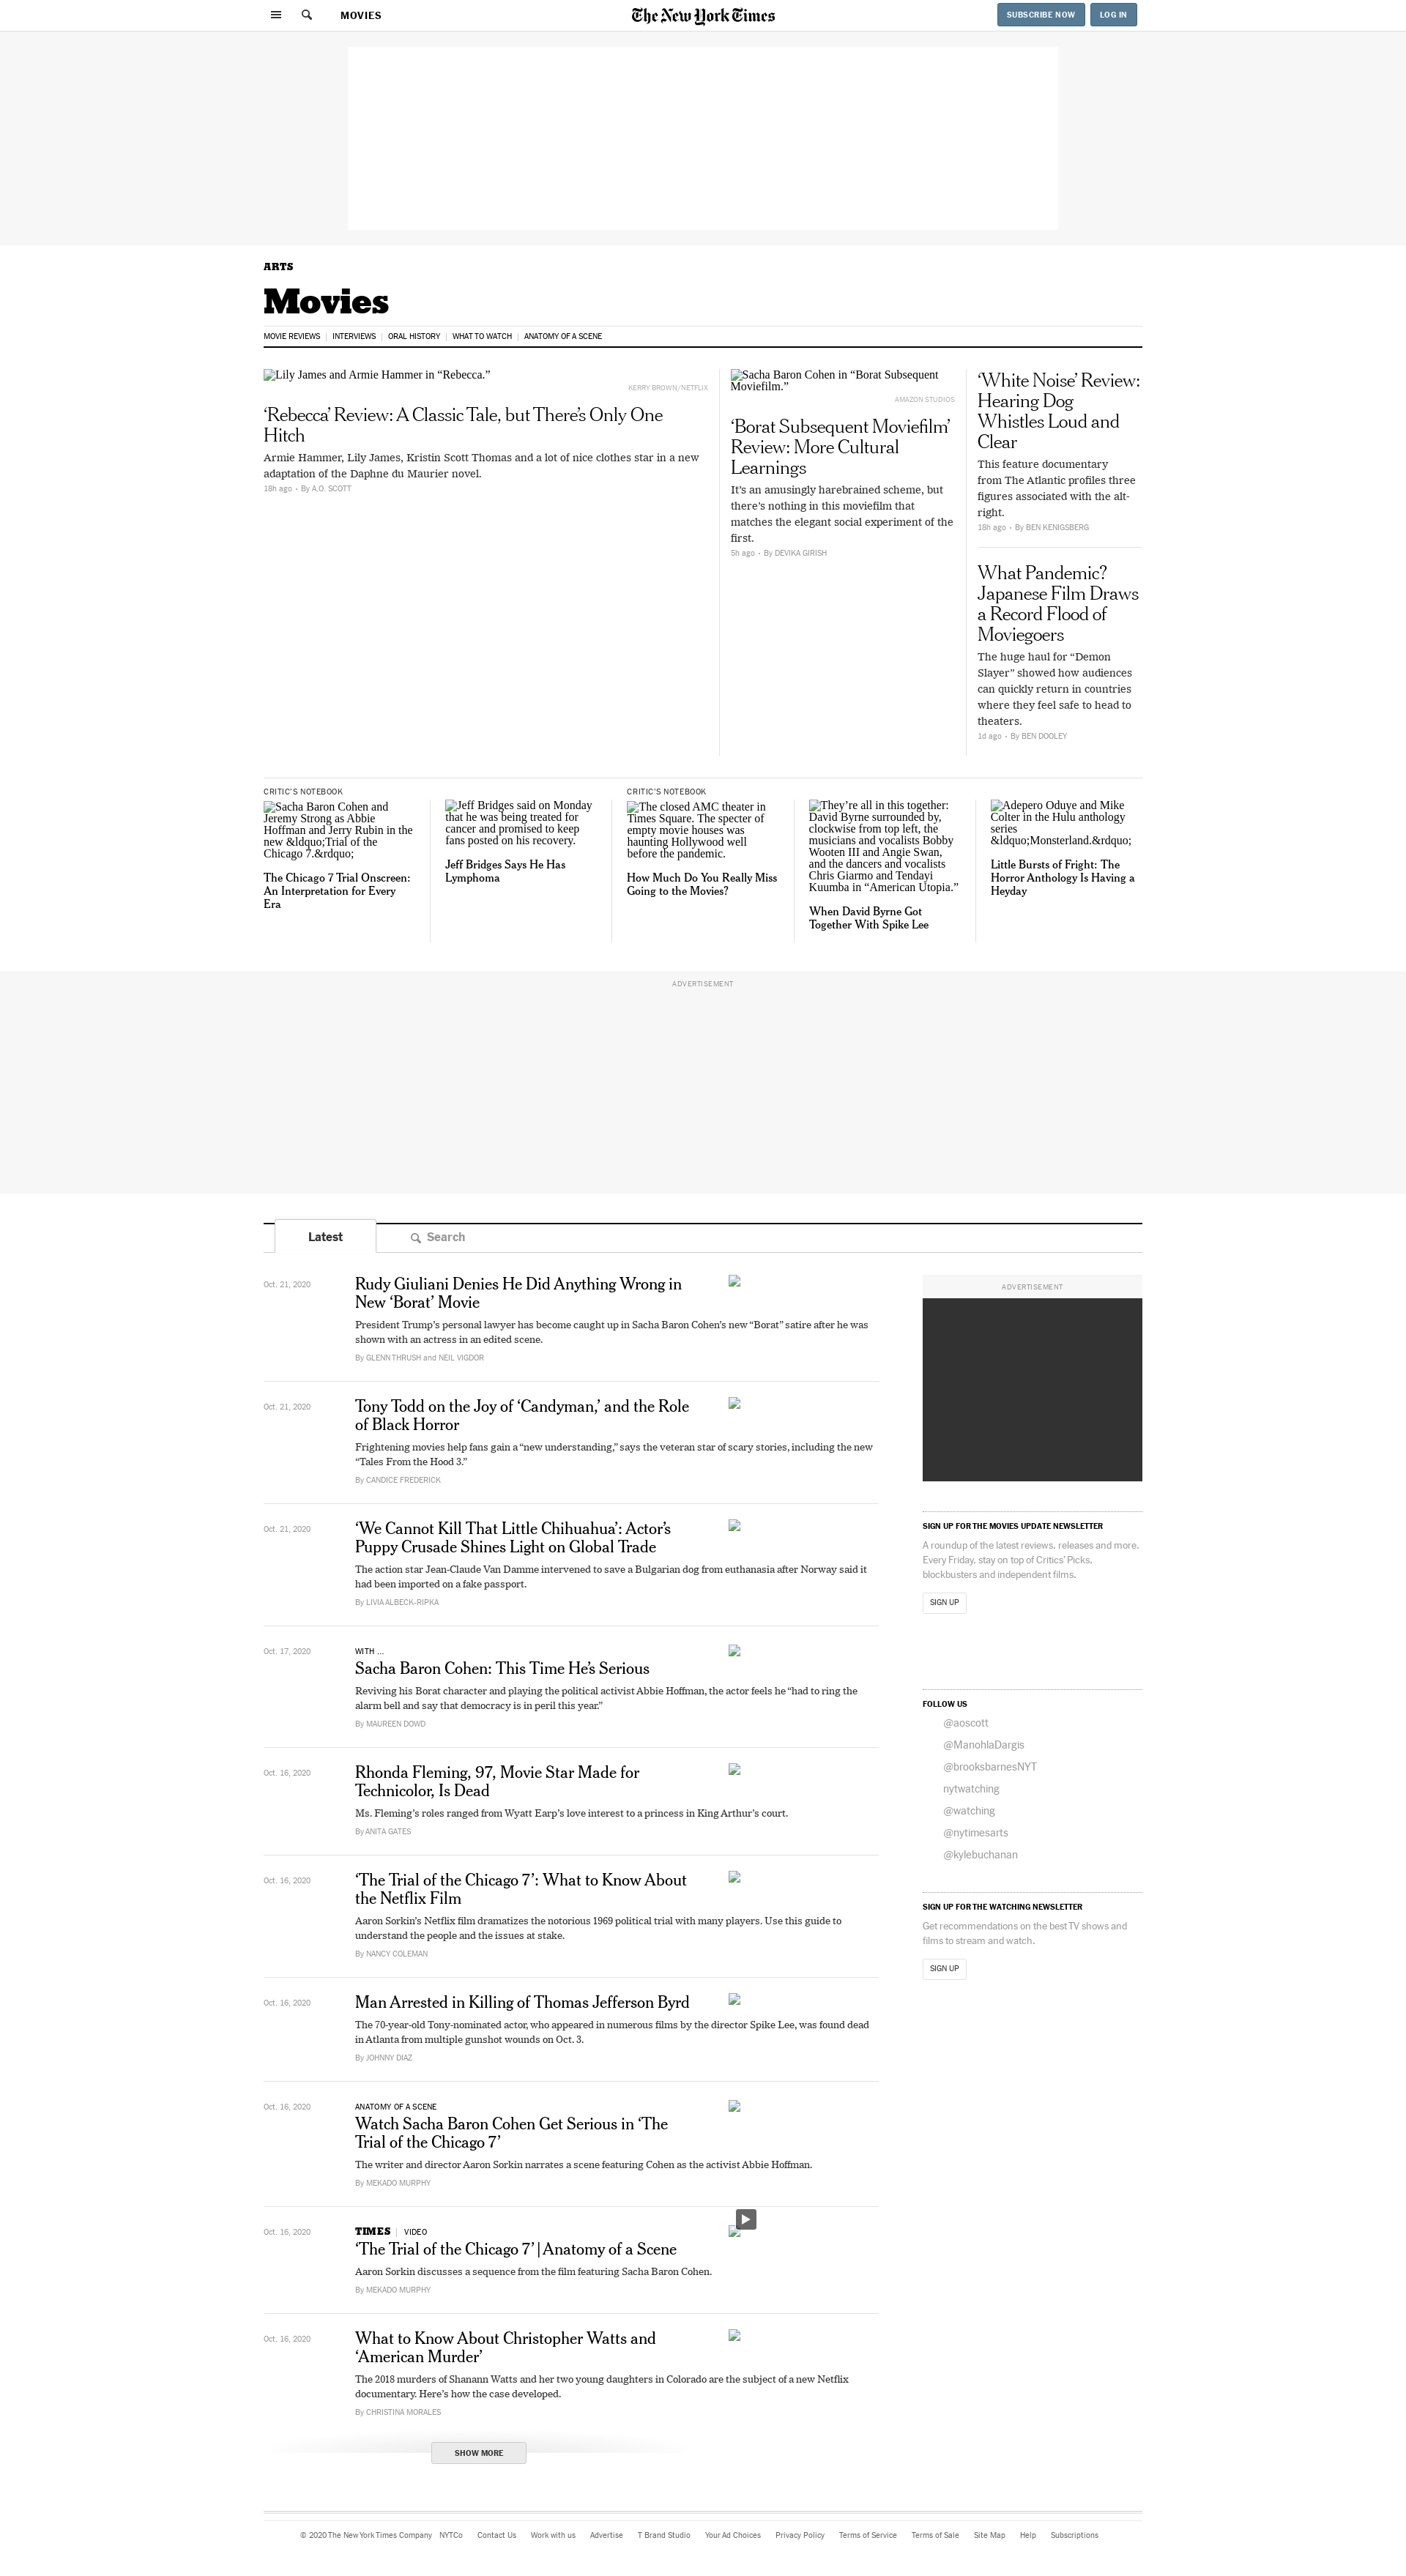 MOVIES
The New York Times
SUBSCRIBE NOW
LOG IN
ARTS
Movies
MOVIE REVIEWS
INTERVIEWS
ORAL HISTORY
WHAT TO WATCH
ANATOMY OF A SCENE
Lily James and Armie Hammer in “Rebecca.”
KERRY BROWN/NETFLIX
‘Rebecca’ Review: A Classic Tale, but There’s Only One
Hitch
Armie Hammer, Lily James, Kristin Scott Thomas and a lot of nice clothes star in a new
adaptation of the Daphne du Maurier novel.
18h ago • By A.O. SCOTT
Sacha Baron Cohen in “Borat Subsequent
Moviefilm.”
AMAZON STUDIOS
‘Borat Subsequent Moviefilm’
Review: More Cultural
Learnings
It’s an amusingly harebrained scheme, but
there’s nothing in this moviefilm that
matches the elegant social experiment of the
first.
5h ago • By DEVIKA GIRISH
‘White Noise’ Review:
Hearing Dog
Whistles Loud and
Clear
This feature documentary
from The Atlantic profiles three
figures associated with the alt-
right.
18h ago • By BEN KENIGSBERG
What Pandemic?
Japanese Film Draws
a Record Flood of
Moviegoers
The huge haul for “Demon
Slayer” showed how audiences
can quickly return in countries
where they feel safe to head to
theaters.
1d ago • By BEN DOOLEY
CRITIC’S NOTEBOOK
Sacha Baron Cohen and
Jeremy Strong as Abbie
Hoffman and Jerry Rubin in the
new &ldquo;Trial of the
Chicago 7.&rdquo;
The Chicago 7 Trial Onscreen:
An Interpretation for Every
Era
Jeff Bridges said on Monday
that he was being treated for
cancer and promised to keep
fans posted on his recovery.
Jeff Bridges Says He Has
Lymphoma
CRITIC’S NOTEBOOK
The closed AMC theater in
Times Square. The specter of
empty movie houses was
haunting Hollywood well
before the pandemic.
How Much Do You Really Miss
Going to the Movies?
They’re all in this together:
David Byrne surrounded by,
clockwise from top left, the
musicians and vocalists Bobby
Wooten III and Angie Swan,
and the dancers and vocalists
Chris Giarmo and Tendayi
Kuumba in “American Utopia.”
When David Byrne Got
Together With Spike Lee
Adepero Oduye and Mike
Colter in the Hulu anthology
series
&ldquo;Monsterland.&rdquo;
Little Bursts of Fright: The
Horror Anthology Is Having a
Heyday
ADVERTISEMENT
Latest
Search
Oct. 21, 2020
Rudy Giuliani Denies He Did Anything Wrong in
New ‘Borat’ Movie
President Trump’s personal lawyer has become caught up in Sacha Baron Cohen’s new “Borat” satire after he was
shown with an actress in an edited scene.
By GLENN THRUSH and NEIL VIGDOR
Oct. 21, 2020
Tony Todd on the Joy of ‘Candyman,’ and the Role
of Black Horror
Frightening movies help fans gain a “new understanding,” says the veteran star of scary stories, including the new
“Tales From the Hood 3.”
By CANDICE FREDERICK
Oct. 21, 2020
‘We Cannot Kill That Little Chihuahua’: Actor’s
Puppy Crusade Shines Light on Global Trade
The action star Jean-Claude Van Damme intervened to save a Bulgarian dog from euthanasia after Norway said it
had been imported on a fake passport.
By LIVIA ALBECK-RIPKA
Oct. 17, 2020
WITH ...
Sacha Baron Cohen: This Time He’s Serious
Reviving his Borat character and playing the political activist Abbie Hoffman, the actor feels he “had to ring the
alarm bell and say that democracy is in peril this year.”
By MAUREEN DOWD
Oct. 16, 2020
Rhonda Fleming, 97, Movie Star Made for
Technicolor, Is Dead
Ms. Fleming’s roles ranged from Wyatt Earp’s love interest to a princess in King Arthur’s court.
By ANITA GATES
Oct. 16, 2020
‘The Trial of the Chicago 7’: What to Know About
the Netflix Film
Aaron Sorkin’s Netflix film dramatizes the notorious 1969 political trial with many players. Use this guide to
understand the people and the issues at stake.
By NANCY COLEMAN
Oct. 16, 2020
Man Arrested in Killing of Thomas Jefferson Byrd
The 70-year-old Tony-nominated actor, who appeared in numerous films by the director Spike Lee, was found dead
in Atlanta from multiple gunshot wounds on Oct. 3.
By JOHNNY DIAZ
Oct. 16, 2020
ANATOMY OF A SCENE
Watch Sacha Baron Cohen Get Serious in ‘The
Trial of the Chicago 7’
The writer and director Aaron Sorkin narrates a scene featuring Cohen as the activist Abbie Hoffman.
By MEKADO MURPHY
Oct. 16, 2020
TIMES | VIDEO
‘The Trial of the Chicago 7’ | Anatomy of a Scene
Aaron Sorkin discusses a sequence from the film featuring Sacha Baron Cohen.
By MEKADO MURPHY
Oct. 16, 2020
What to Know About Christopher Watts and
‘American Murder’
The 2018 murders of Shanann Watts and her two young daughters in Colorado are the subject of a new Netflix
documentary. Here’s how the case developed.
By CHRISTINA MORALES
SHOW MORE
ADVERTISEMENT
SIGN UP FOR THE MOVIES UPDATE NEWSLETTER
A roundup of the latest reviews, releases and more.
Every Friday, stay on top of Critics’ Picks,
blockbusters and independent films.
SIGN UP
FOLLOW US
@aoscott
@ManohlaDargis
@brooksbarnesNYT
nytwatching
@watching
@nytimesarts
@kylebuchanan
SIGN UP FOR THE WATCHING NEWSLETTER
Get recommendations on the best TV shows and
films to stream and watch.
SIGN UP
© 2020 The New York Times Company
NYTCo
Contact Us
Work with us
Advertise
T Brand Studio
Your Ad Choices
Privacy Policy
Terms of Service
Terms of Sale
Site Map
Help
Subscriptions